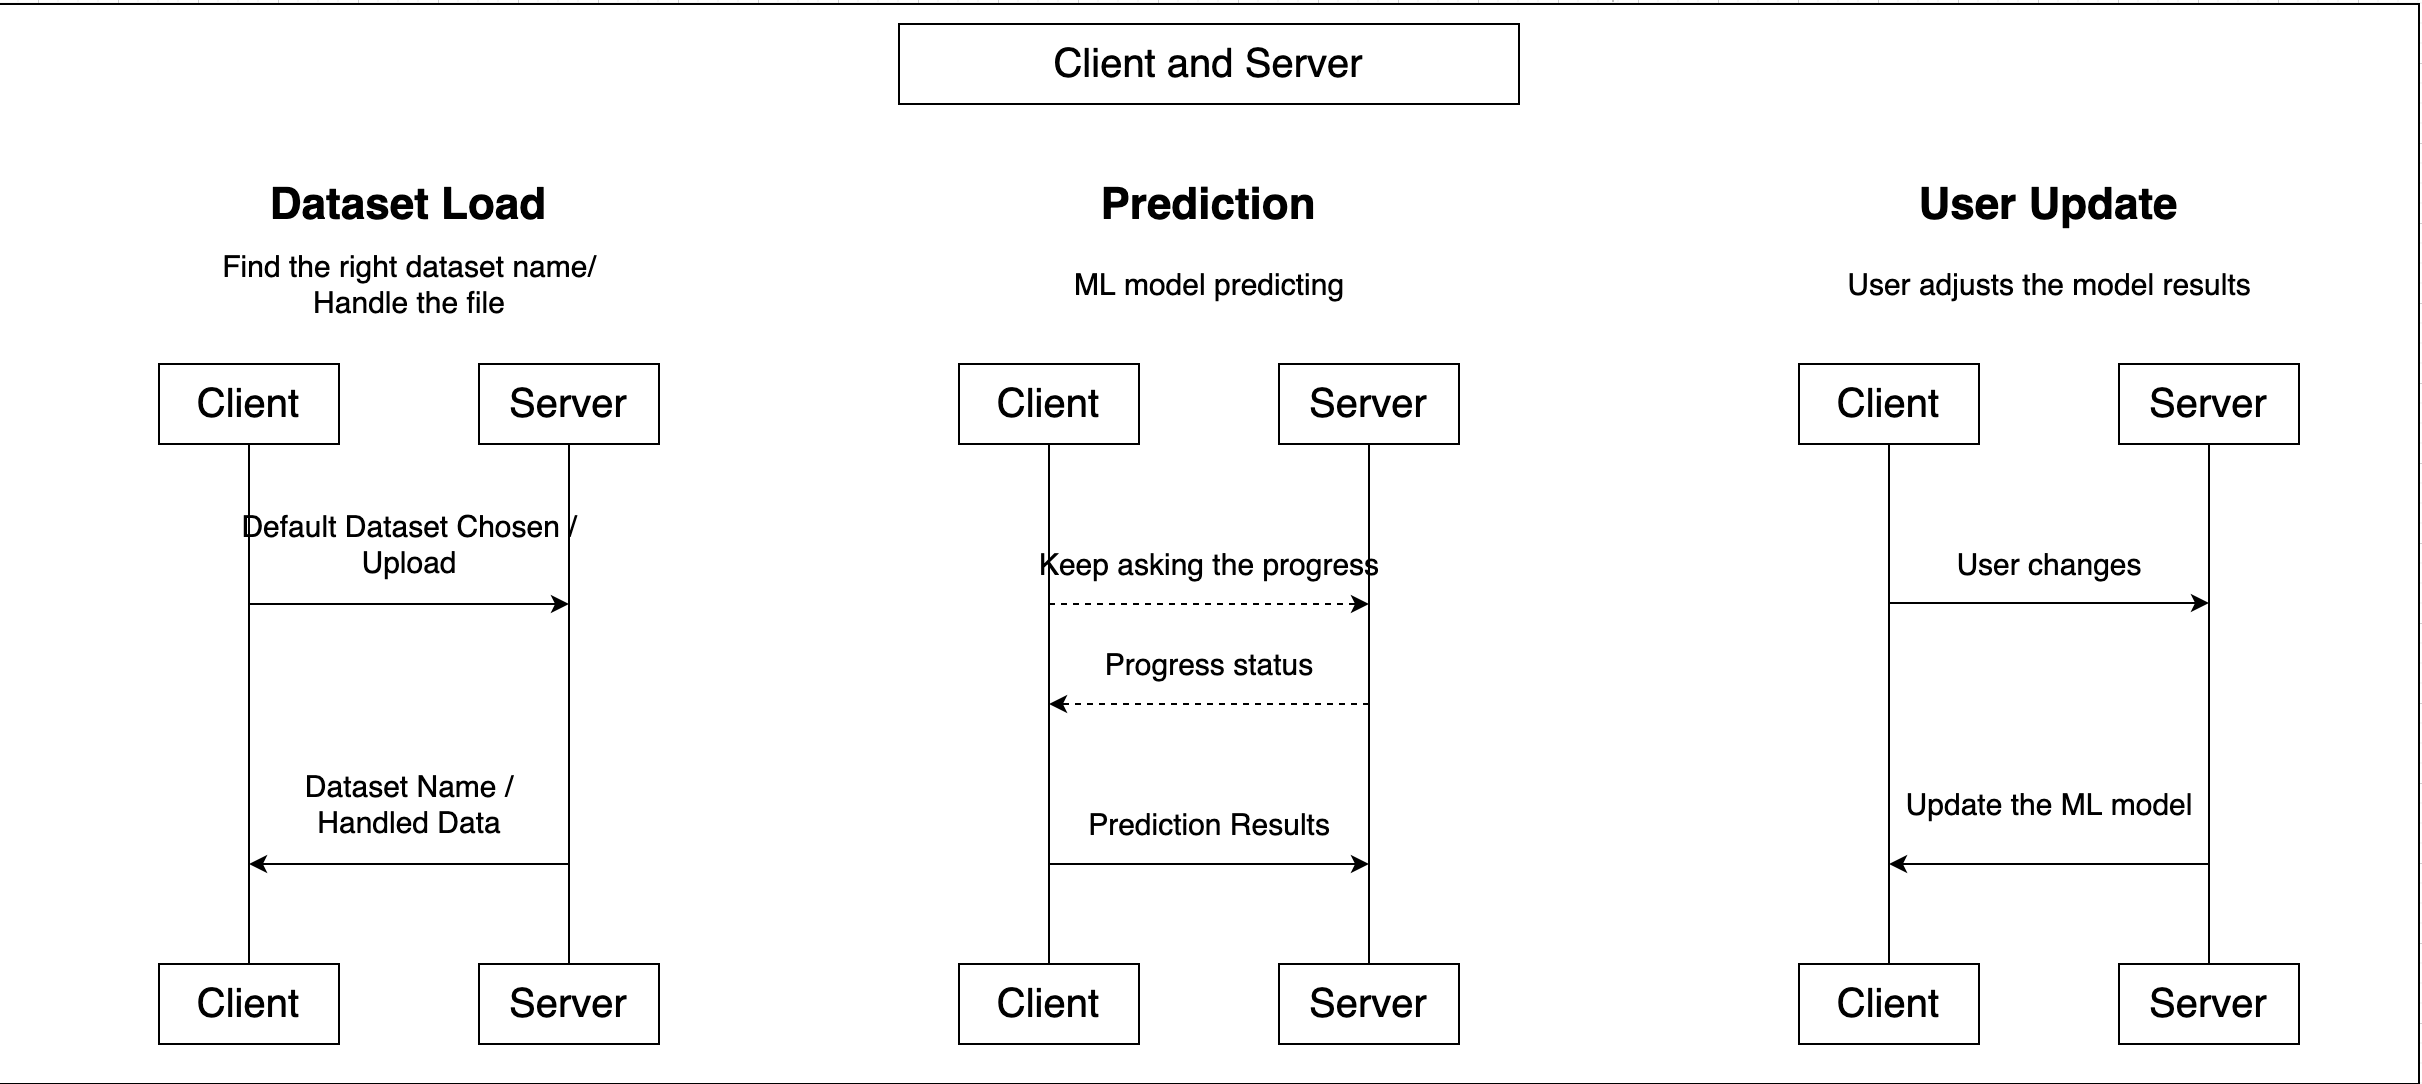 Client and Server
Dataset Load
Find the right dataset name/
Handle the file
Client
Server
Default Dataset Chosen /
Upload
Dataset Name /
Handled Data
Client
Server
Prediction
ML model predicting
Client
Server
Keep asking the progress
Progress status
Prediction Results
Client
Server
User Update
User adjusts the model results
Client
Server
User changes
Update the ML model
Client
Server